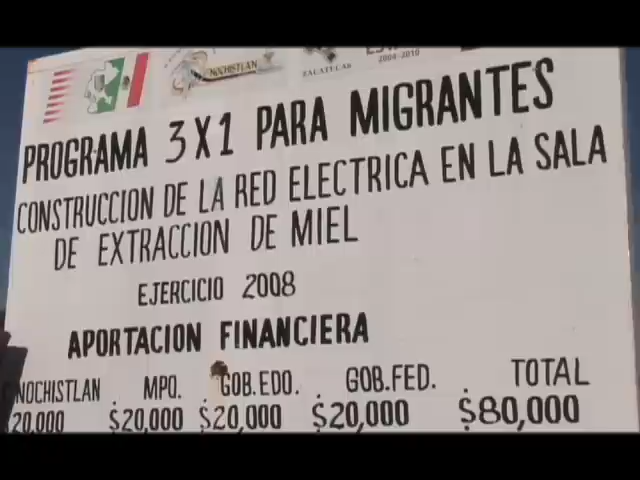 NOCHISTLAN
ZACATECAS
2004-2010
PROGRAMA 3X1 PARA MIGRANTES
CONSTRUCCION DE LA RED ELECTRICA EN LA SALA
DE EXTRACCION DE MIEL
EJERCICIO 2008
APORTACION FINANCIERA
NOCHISTLAN . MPO. . GOB.EDO. . GOB.FED. . TOTAL
20,000 $20,000 $20,000 $20,000 $80,000